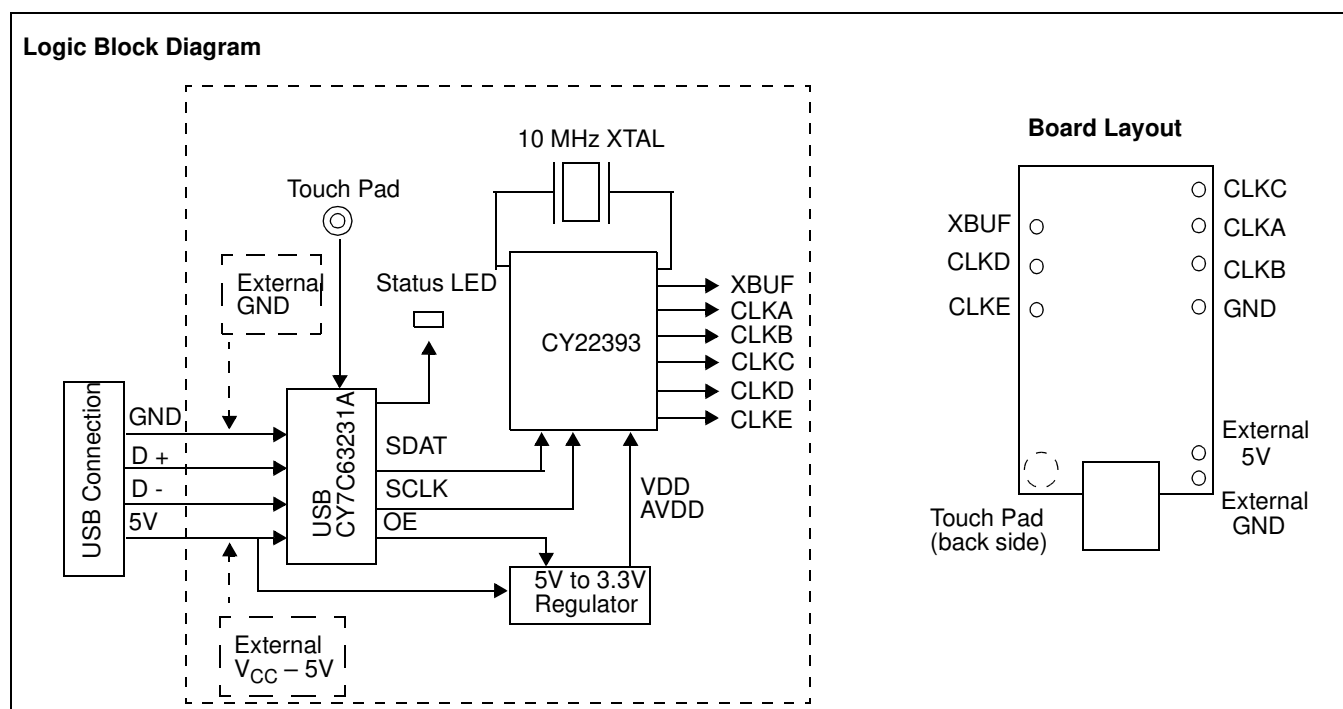 Logic Block Diagram
10 MHz XTAL
Touch Pad
External
GND
Status LED
CY22393
XBUF
CLKA
CLKB
CLKC
CLKD
CLKE
USB Connection
GND
D +
D -
5V
USB
CY7C63231A
SDAT
SCLK
OE
VDD
AVDD
5V to 3.3V
Regulator
External
VCC – 5V
Board Layout
XBUF
CLKD
CLKE
CLKC
CLKA
CLKB
GND
External
5V
External
GND
Touch Pad
(back side)